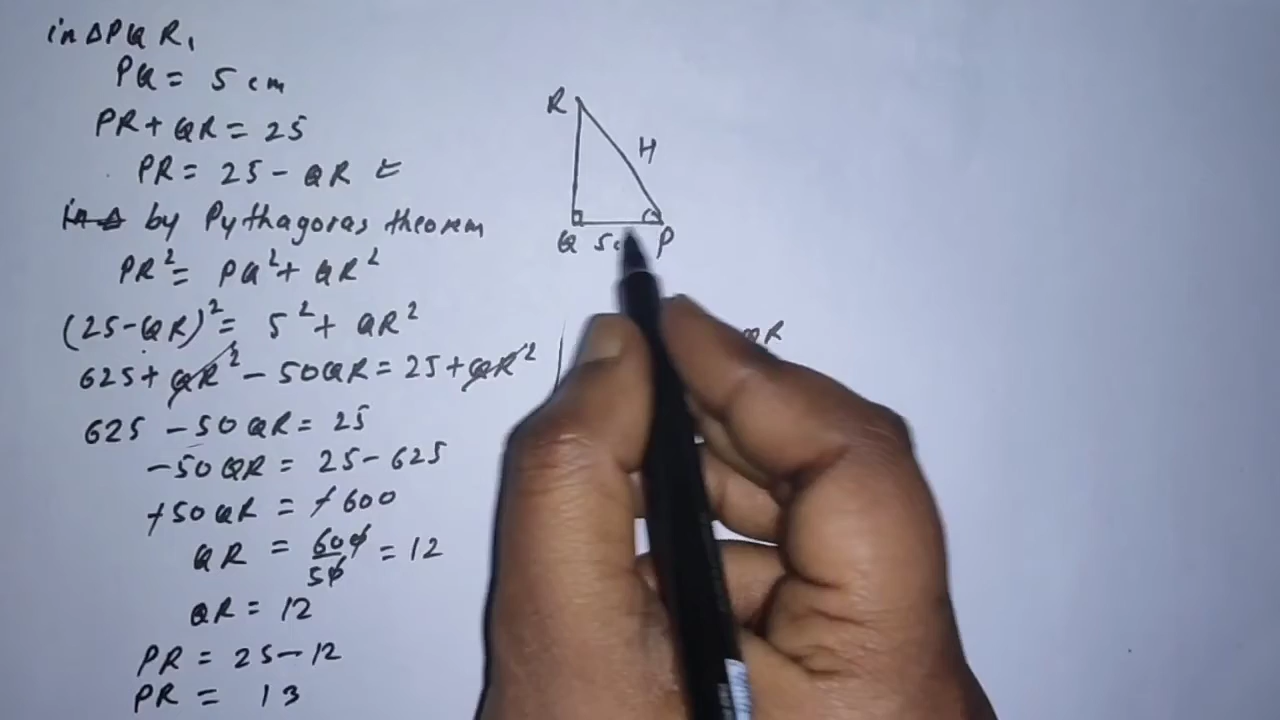 in ΔPQR,
PQ = 5 cm
PR + QR = 25
PR = 25 - QR
by Pythagoras theorem
PR² = PQ² + QR²
(25-QR)² = 5² + QR²
625 + QR² - 50QR = 25 + QR²
625 - 50QR = 25
-50QR = 25-625
+50QR = +600
QR = 600/50 = 12
QR = 12
PR = 25-12
PR = 13
R
H
Q 5c P